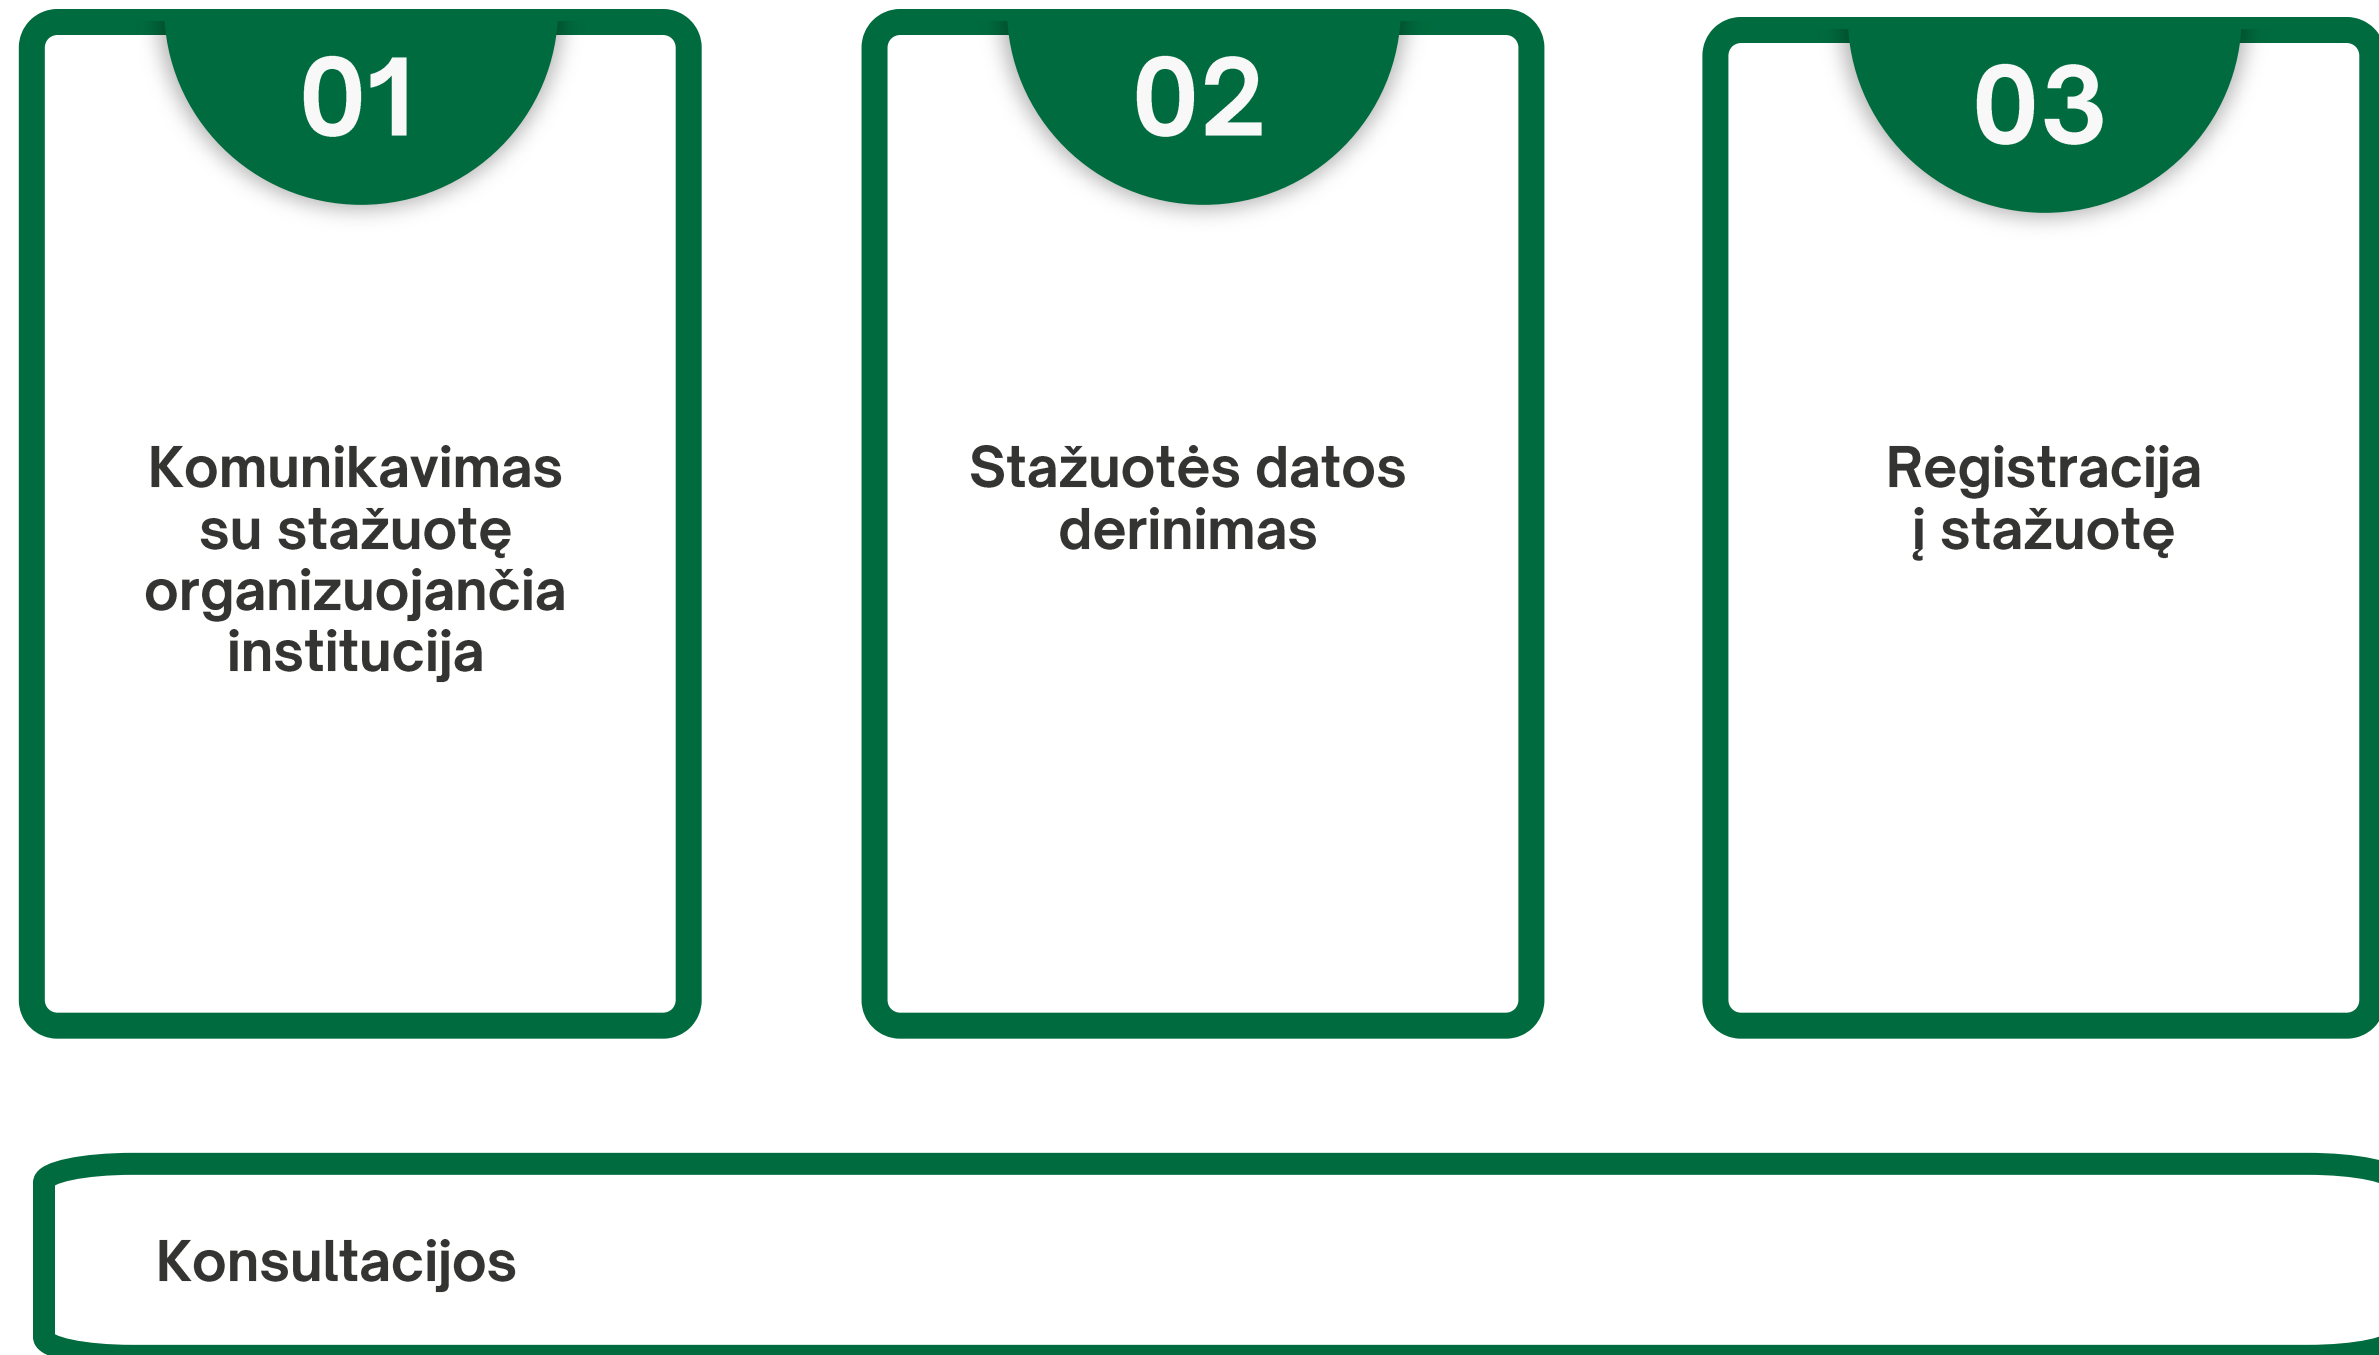 01
Komunikavimas
su stažuotę
organizuojančia
institucija
02
Stažuotės datos
derinimas
03
Registracija
į stažuotę
Konsultacijos